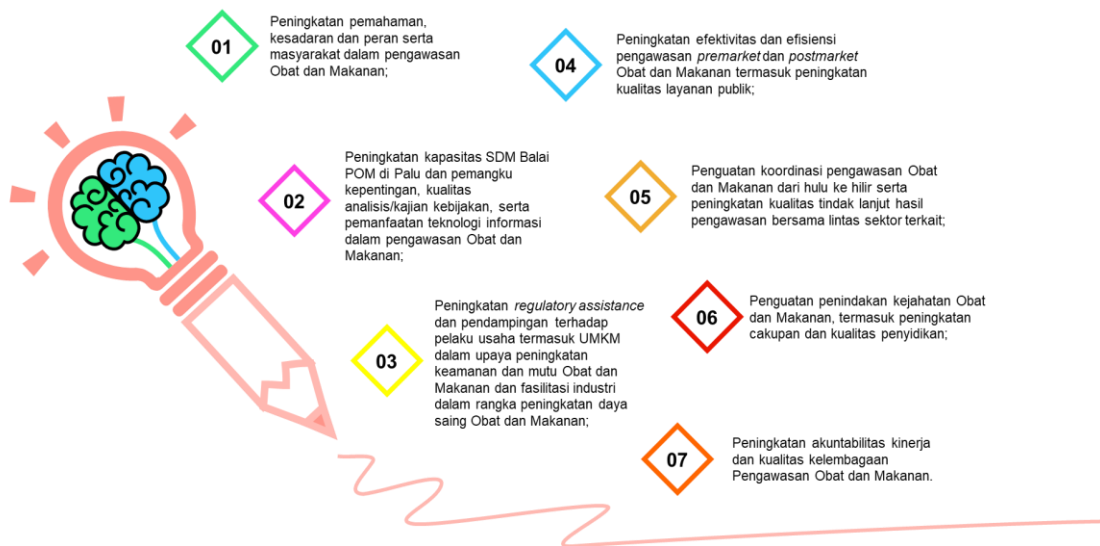 01
Peningkatan pemahaman,
kesadaran dan peran serta
masyarakat dalam pengawasan
Obat dan Makanan;
02
Peningkatan kapasitas SDM Balai
POM di Palu dan pemangku
kepentingan, kualitas
analisis/kajian kebijakan, serta
pemanfaatan teknologi informasi
dalam pengawasan Obat dan
Makanan;
03
Peningkatan regulatory assistance
dan pendampingan terhadap
pelaku usaha termasuk UMKM
dalam upaya peningkatan
keamanan dan mutu Obat dan
Makanan dan fasilitasi industri
dalam rangka peningkatan daya
saing Obat dan Makanan;
04
Peningkatan efektivitas dan efisiensi
pengawasan premarket dan postmarket
Obat dan Makanan termasuk peningkatan
kualitas layanan publik;
05
Penguatan koordinasi pengawasan Obat
dan Makanan dari hulu ke hilir serta
peningkatan kualitas tindak lanjut hasil
pengawasan bersama lintas sektor terkait;
06
Penguatan penindakan kejahatan Obat
dan Makanan, termasuk peningkatan
cakupan dan kualitas penyidikan;
07
Peningkatan akuntabilitas kinerja
dan kualitas kelembagaan
Pengawasan Obat dan Makanan.